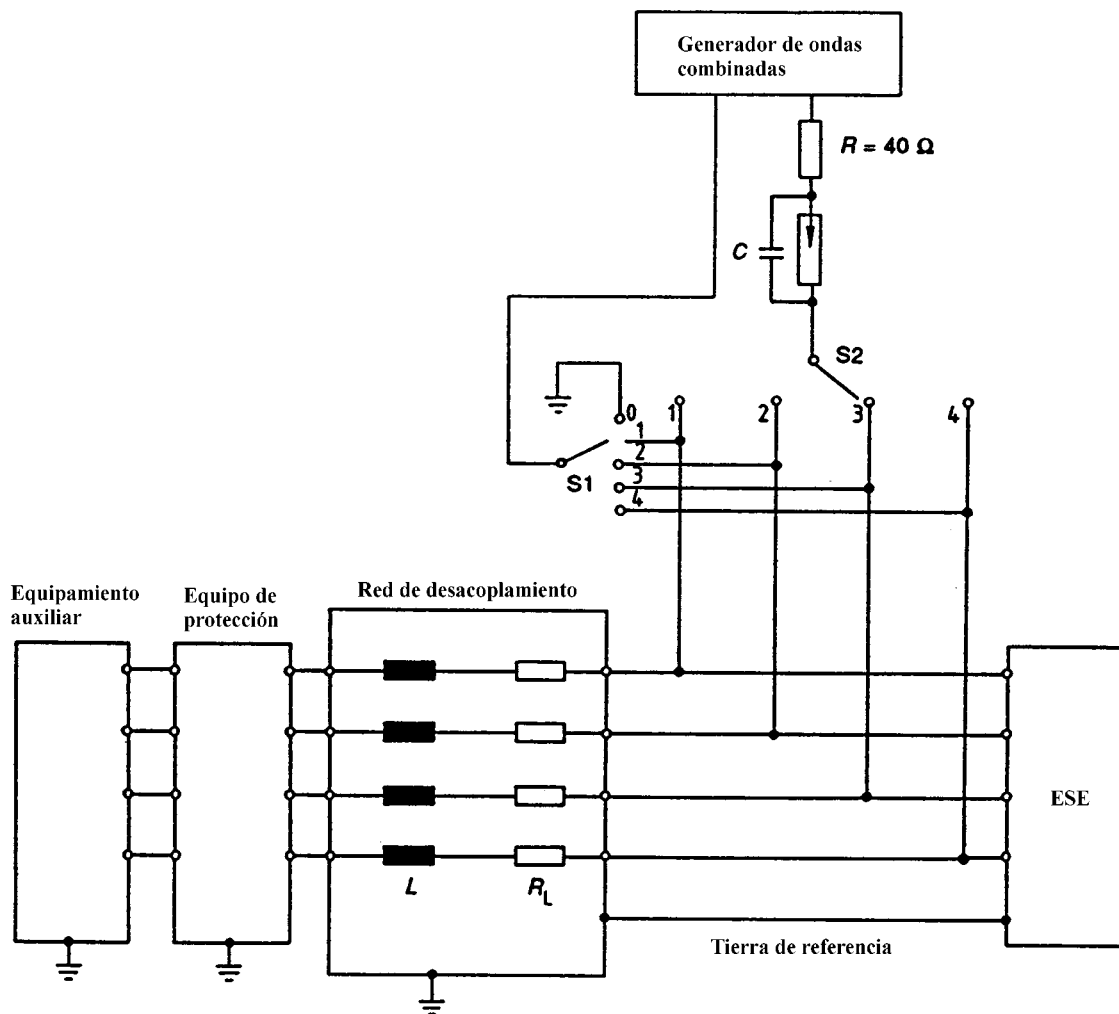 Generador de ondas
combinadas
R = 40 Ω
C
S2
0
1
2
3
4
1
2
3
4
S1
Equipamiento
auxiliar
Equipo de
protección
Red de desacoplamiento
ESE
L
RL
Tierra de referencia